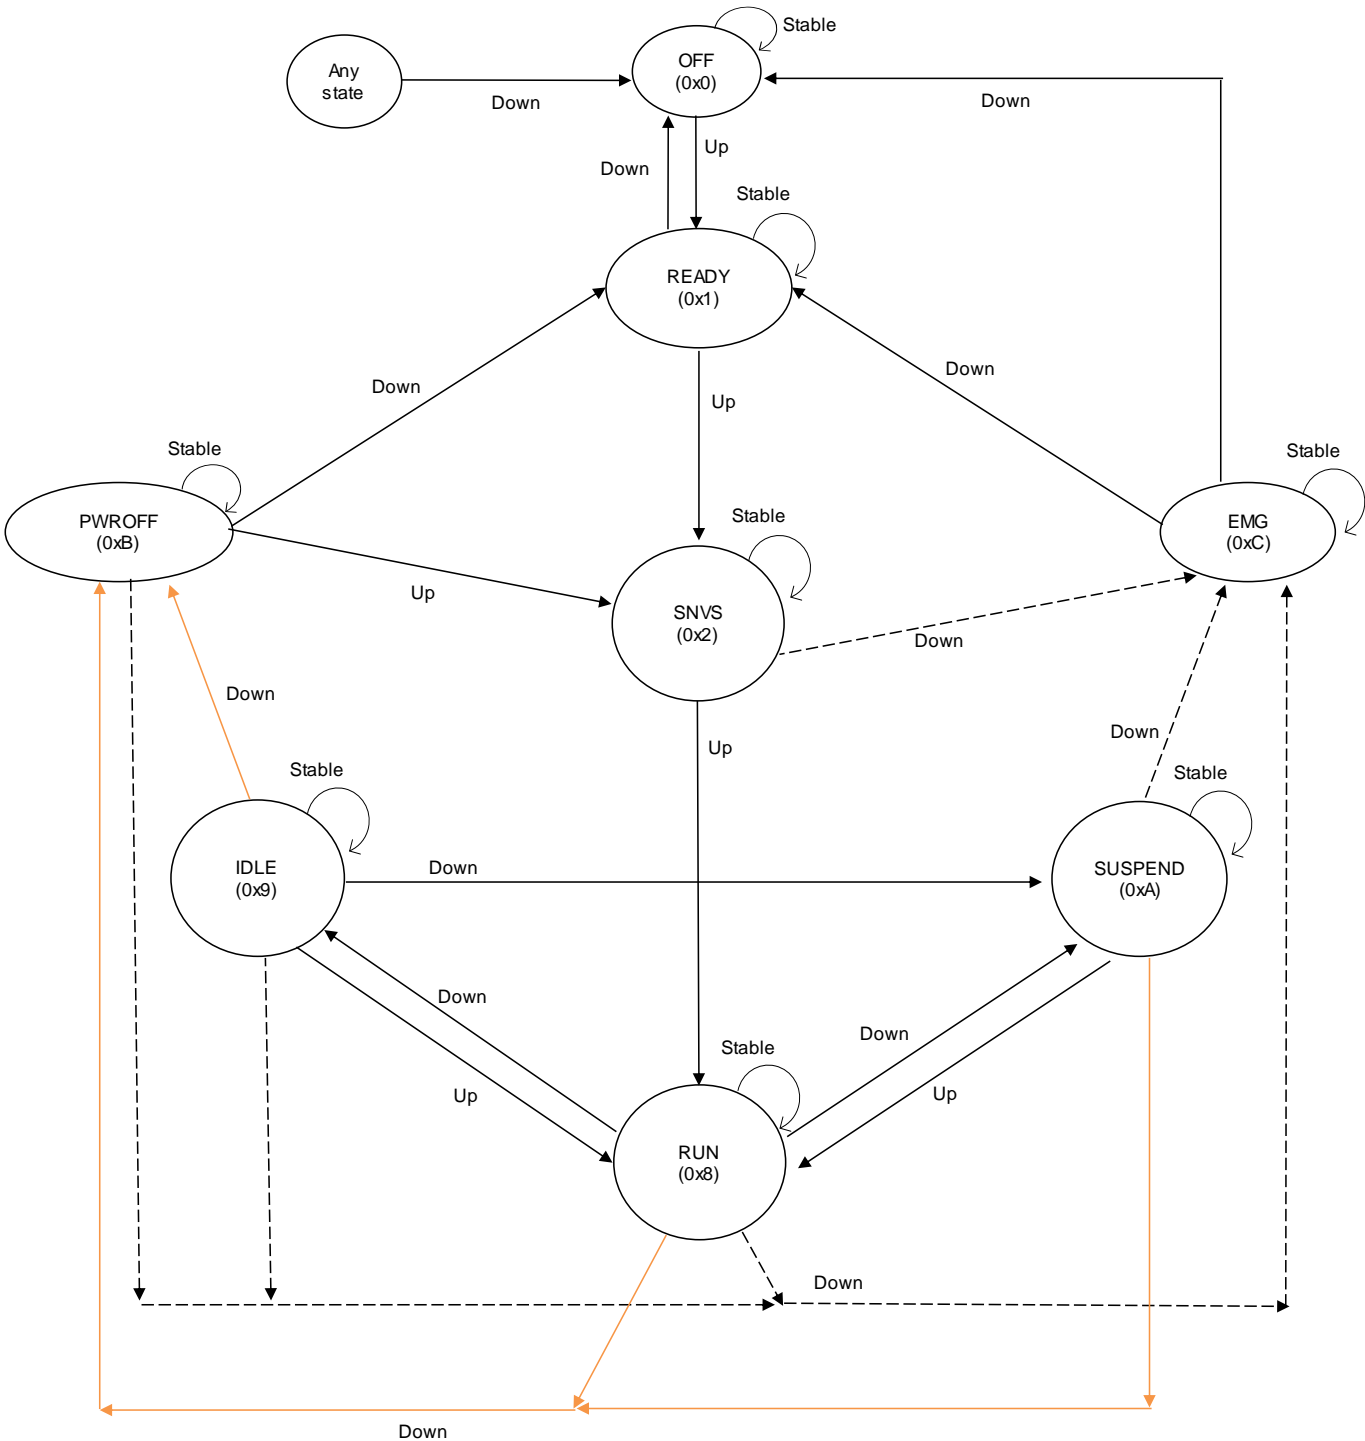 Stable
OFF
(0x0)
Any
state
Down
Down
Up
Down
Stable
READY
(0x1)
Down
Down
Up
Stable
Stable
Stable
PWROFF
(0xB)
EMG
(0xC)
Up
SNVS
(0x2)
Down
Down
Down
Up
Stable
Stable
IDLE
(0x9)
Down
SUSPEND
(0xA)
Down
Down
Stable
Up
Up
RUN
(0x8)
Down
Down